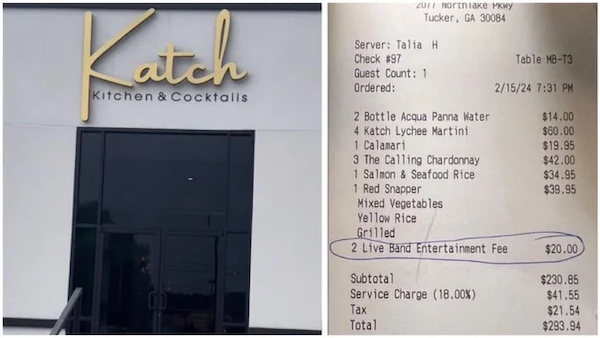 Katch
Kitchen & Cocktails
2077 Northlake Pkwy
Tucker, GA 30084
Server: Talia H
Check #97 Table MB-T3
Guest Count: 1
Ordered: 2/15/24 7:31 PM
2 Bottle Acqua Panna Water $14.00
4 Katch Lychee Martini $60.00
1 Calamari $19.95
3 The Calling Chardonnay $42.00
1 Salmon & Seafood Rice $34.95
1 Red Snapper $39.95
Mixed Vegetables
Yellow Rice
Grilled
2 Live Band Entertainment Fee $20.00
Subtotal $230.85
Service Charge (18.00%) $41.55
Tax $21.54
Total $293.94